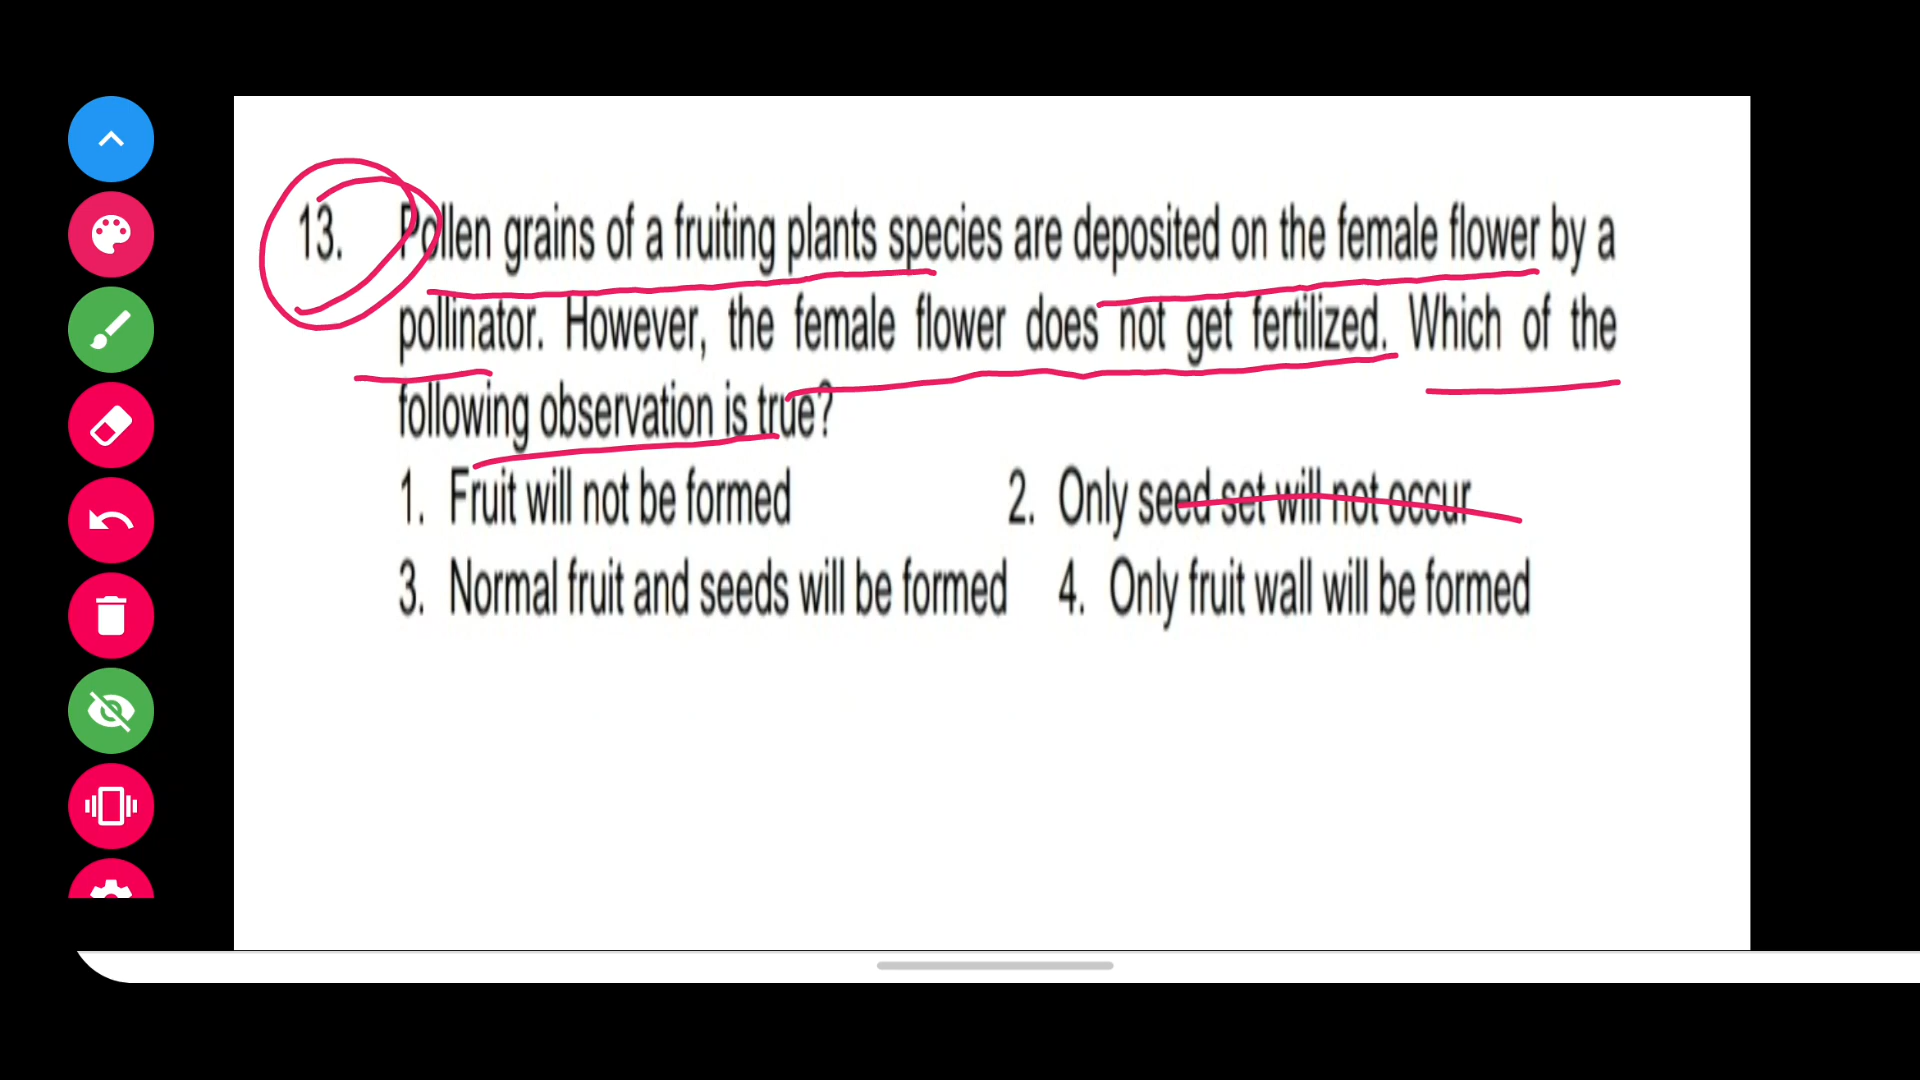 13. Pollen grains of a fruiting plants species are deposited on the female flower by a
pollinator. However, the female flower does not get fertilized. Which of the
following observation is true?
1. Fruit will not be formed 2. Only seed set will not occur
3. Normal fruit and seeds will be formed 4. Only fruit wall will be formed